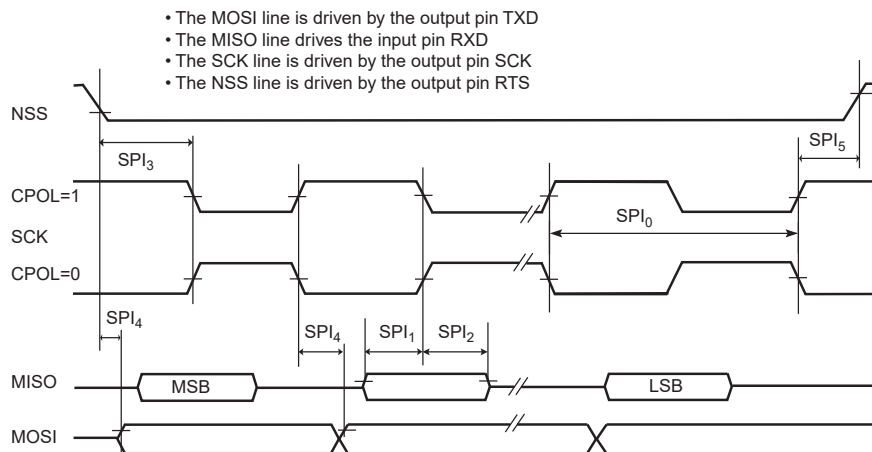 • The MOSI line is driven by the output pin TXD
• The MISO line drives the input pin RXD
• The SCK line is driven by the output pin SCK
• The NSS line is driven by the output pin RTS
NSS
SPI5
SPI3
CPOL=1
SPI0
SCK
CPOL=0
SPI4
SPI4
SPI1
SPI2
MISO
MSB
LSB
MOSI